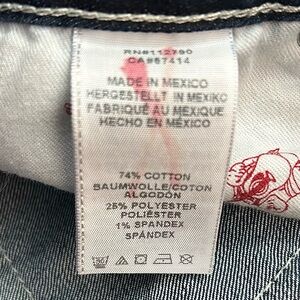 RN#112790
CA#57414
MADE IN MEXICO
HERGESTELLT IN MEXIKO
FABRIQUÉ AU MEXIQUE
HECHO EN MÉXICO
74% COTTON
BAUMWOLLE/COTON
ALGODÓN
25% POLYESTER
POLIÉSTER
1% SPANDEX
SPANDEX